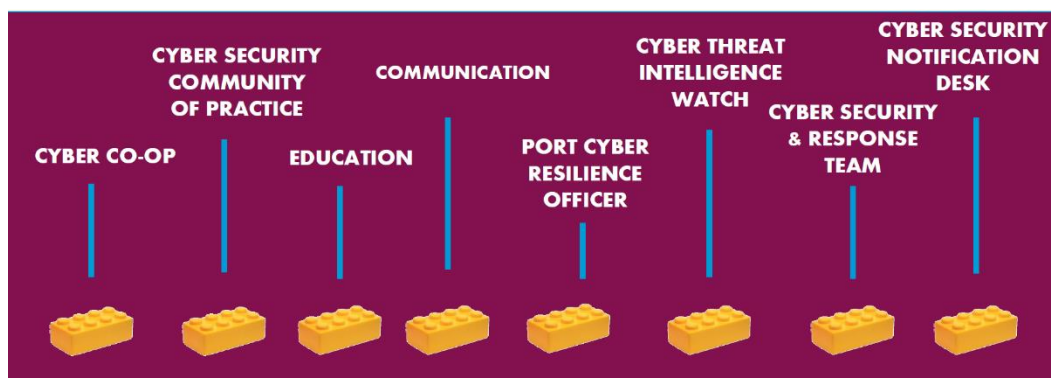 CYBER CO-OP
CYBER SECURITY
COMMUNITY
OF PRACTICE
EDUCATION
COMMUNICATION
PORT CYBER
RESILIENCE
OFFICER
CYBER THREAT
INTELLIGENCE
WATCH
CYBER SECURITY
& RESPONSE
TEAM
CYBER SECURITY
NOTIFICATION
DESK